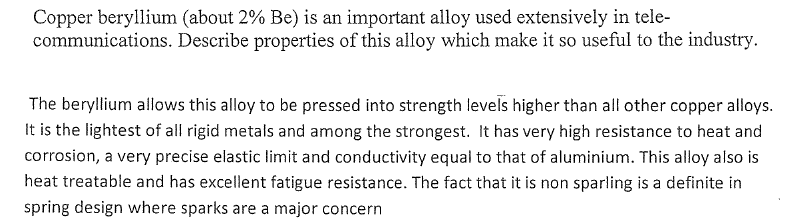 Copper beryllium (about 2% Be) is an important alloy used extensively in tele-
communications. Describe properties of this alloy which make it so useful to the industry.
The beryllium allows this alloy to be pressed into strength levels higher than all other copper alloys.
It is the lightest of all rigid metals and among the strongest.  It has very high resistance to heat and
corrosion, a very precise elastic limit and conductivity equal to that of aluminium. This alloy also is
heat treatable and has excellent fatigue resistance. The fact that it is non sparling is a definite in
spring design where sparks are a major concern